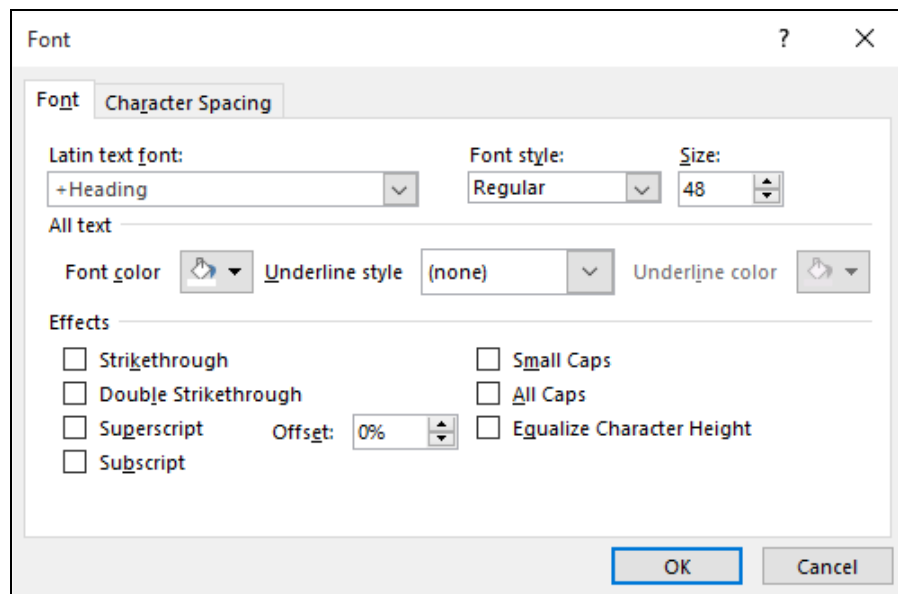 Font ?
Font Character Spacing
Latin text font: Font style: Size:
+Heading Regular 48
All text
Font color Underline style (none) Underline color
Effects
Strikethrough Small Caps
Double Strikethrough All Caps
Superscript Offset: 0% Equalize Character Height
Subscript
OK Cancel